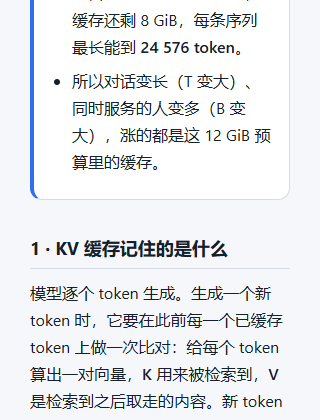 缓存还剩 8 GiB，每条序列
最长能到 24 576 token。
所以对话变长（T 变大）、
同时服务的人变多（B 变
大），涨的都是这 12 GiB 预
算里的缓存。
1 · KV 缓存记住的是什么
模型逐个 token 生成。生成一个新
token 时，它要在此前每一个已缓存
token 上做一次比对：给每个 token
算出一对向量，K 用来被检索到，V
是检索到之后取走的内容。新 token